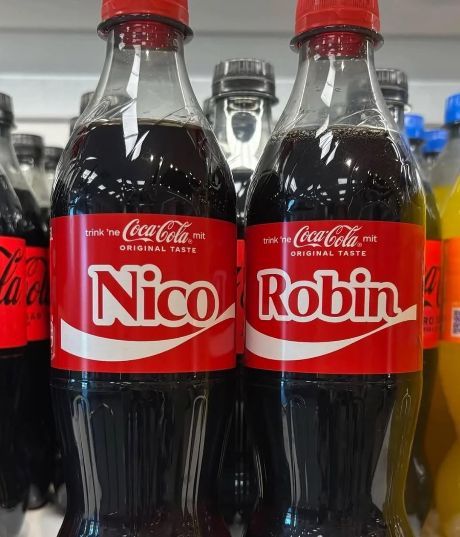 trink 'ne Coca-Cola mit
ORIGINAL TASTE
Nico
trink 'ne Coca-Cola mit
ORIGINAL TASTE
Robin